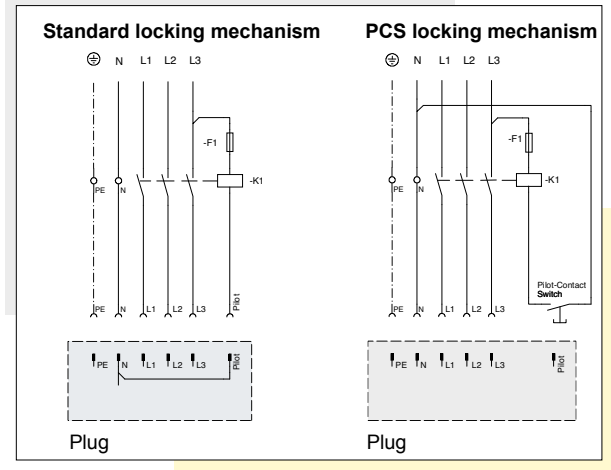 Standard locking mechanism
N L1 L2 L3
-F1
-K1
PE N
PE N L1 L2 L3 Pilot
PE N L1 L2 L3 Pilot
Plug
PCS locking mechanism
N L1 L2 L3
-F1
-K1
PE N
Pilot-Contact
Switch
PE N L1 L2 L3
PE N L1 L2 L3 Pilot
Plug